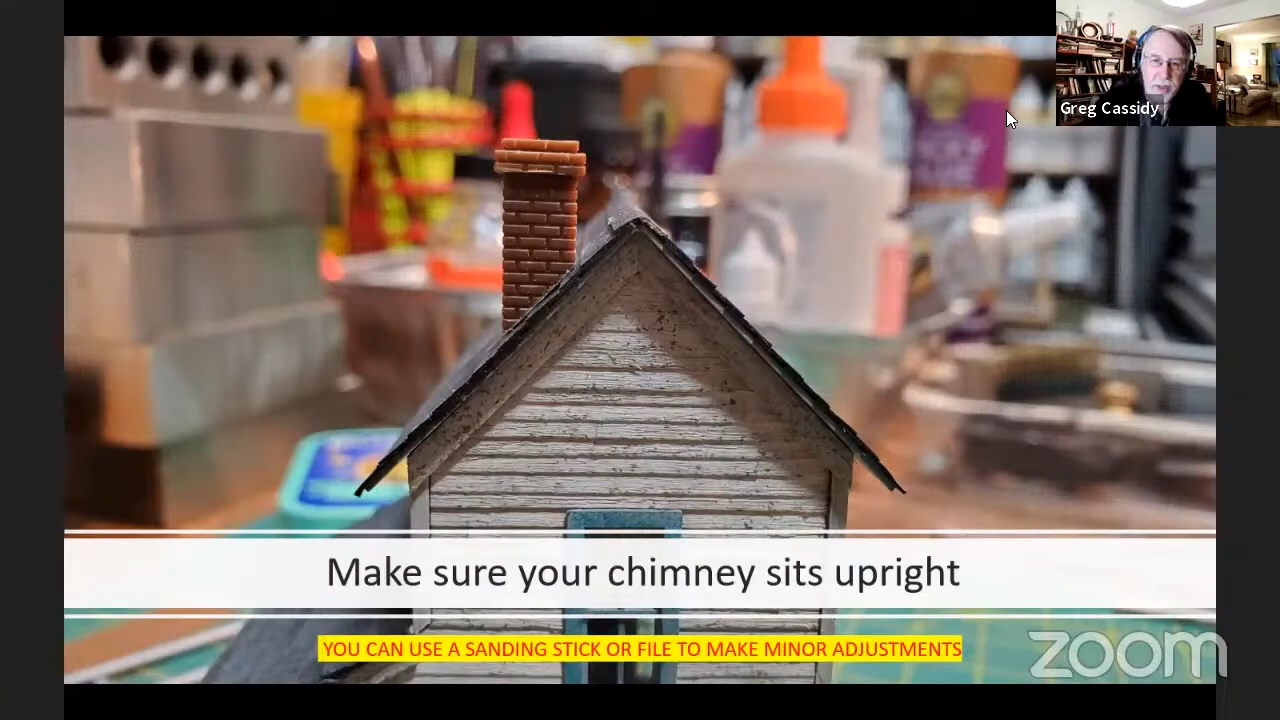 Greg Cassidy
Make sure your chimney sits upright
YOU CAN USE A SANDING STICK OR FILE TO MAKE MINOR ADJUSTMENTS
zoom